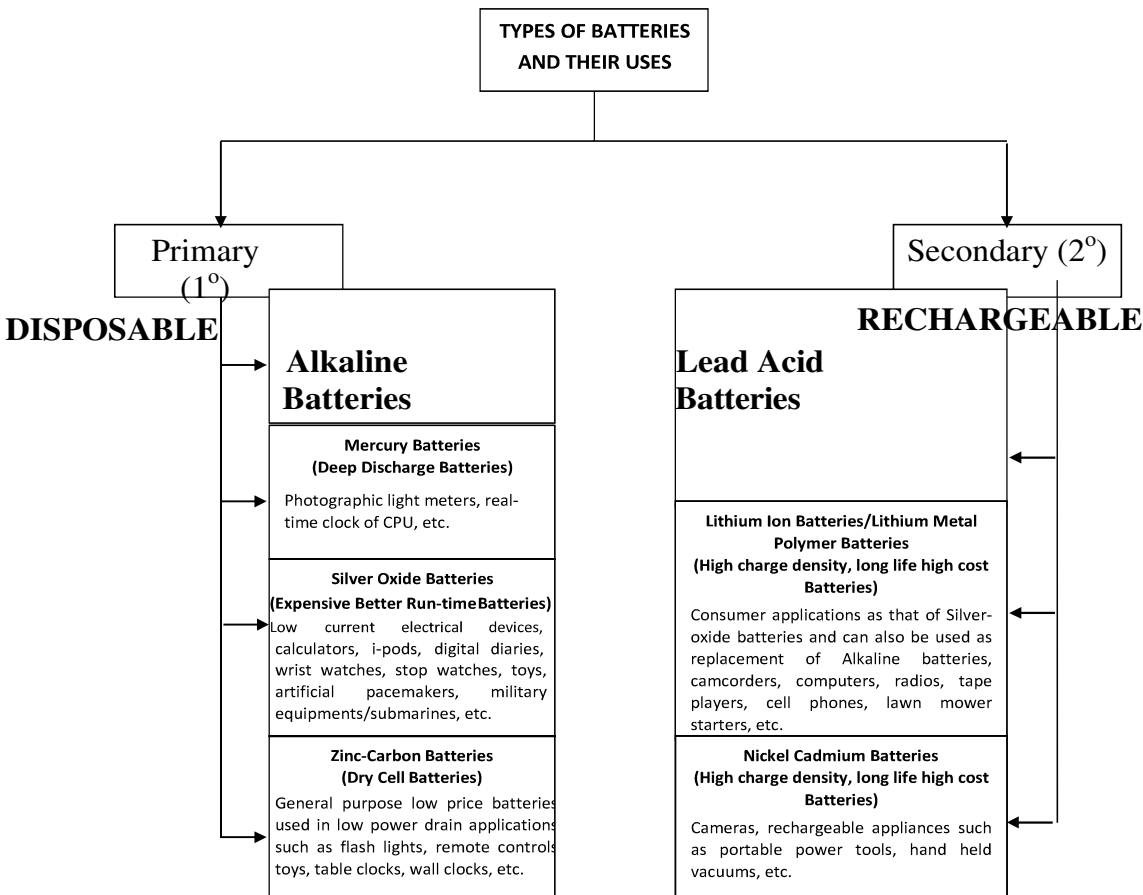 TYPES OF BATTERIES
AND THEIR USES
Primary
(1º)
DISPOSABLE
Alkaline
Batteries
Mercury Batteries
(Deep Discharge Batteries)
Photographic light meters, real-
time clock of CPU, etc.
Silver Oxide Batteries
(Expensive Better Run-time Batteries)
Low current electrical devices,
calculators, i-pods, digital diaries,
wrist watches, stop watches, toys,
artificial pacemakers, military
equipments/submarines, etc.
Zinc-Carbon Batteries
(Dry Cell Batteries)
General purpose low price batteries
used in low power drain applications
such as flash lights, remote controls
toys, table clocks, wall clocks, etc.
Secondary (2º)
RECHARGEABLE
Lead Acid
Batteries
Lithium Ion Batteries/Lithium Metal
Polymer Batteries
(High charge density, long life high cost
Batteries)
Consumer applications as that of Silver-
oxide batteries and can also be used as
replacement of Alkaline batteries,
camcorders, computers, radios, tape
players, cell phones, lawn mower
starters, etc.
Nickel Cadmium Batteries
(High charge density, long life high cost
Batteries)
Cameras, rechargeable appliances such
as portable power tools, hand held
vacuums, etc.